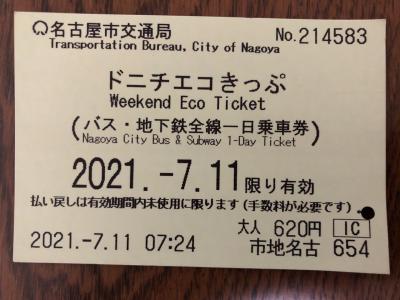 名古屋市交通局 No.214583
Transportation Bureau, City of Nagoya
ドニチエコきっぷ
Weekend Eco Ticket
(バス・地下鉄全線一日乗車券)
Nagoya City Bus & Subway 1-Day Ticket
2021.-7.11限り有効
払い戻しは有効期間内未使用に限ります(手数料が必要です)
大人 620円 IC
2021.-7.11 07:24 市地名古 654